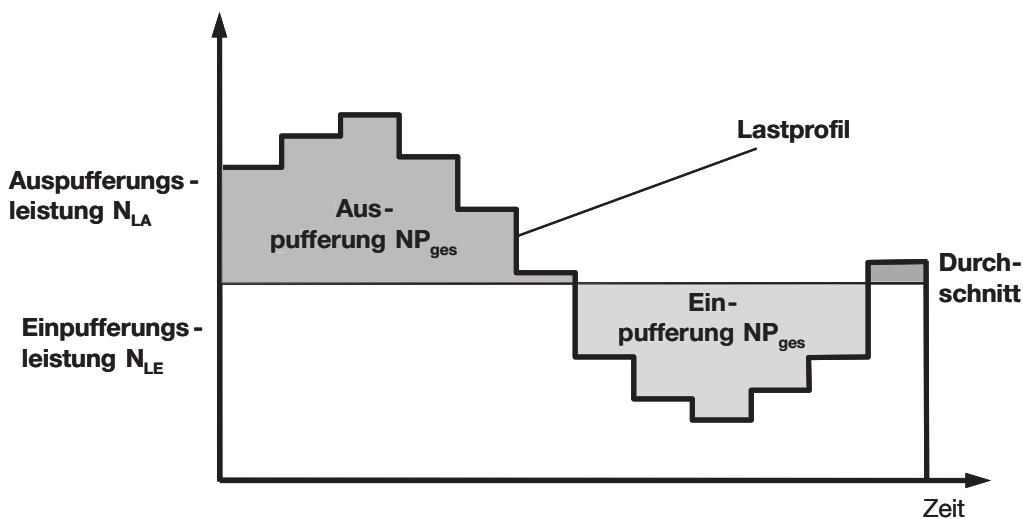 Lastprofil
Auspufferungs-
leistung N_LA
Aus-
pufferung NP_ges
Durch-
schnitt
Ein-
pufferung NP_ges
Einpufferungs-
leistung N_LE
Zeit